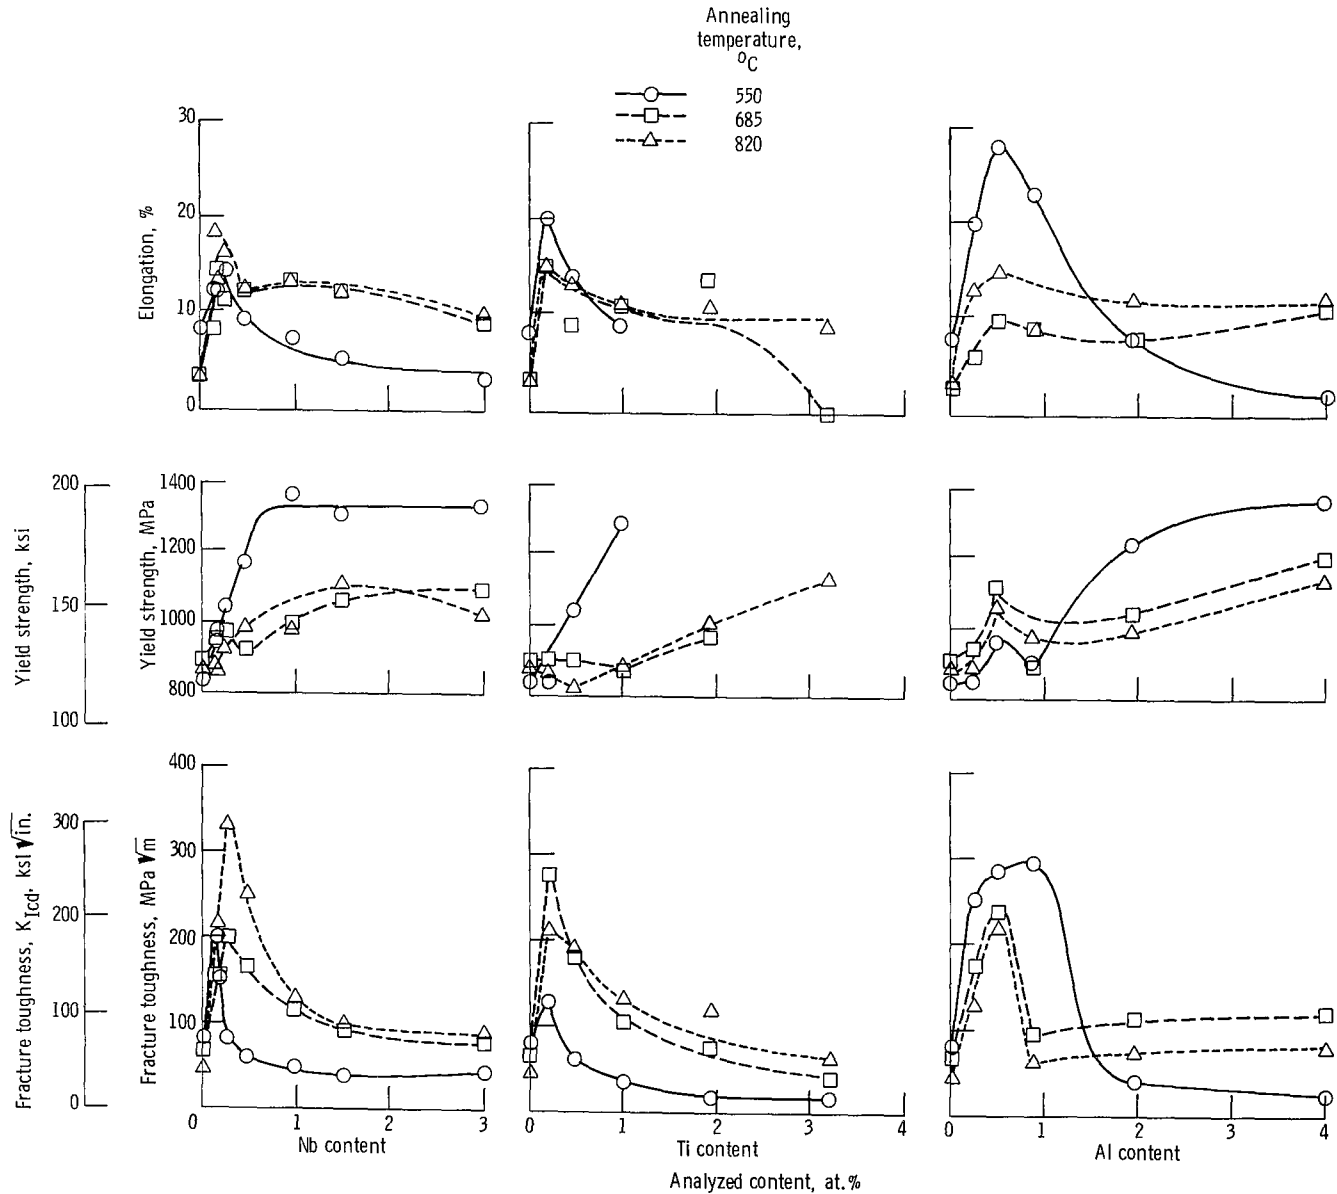 Annealing
temperature,
°C
550
685
820
30
20
10
0
Elongation, %
200
150
100
Yield strength, ksi
1400
1200
1000
800
Yield strength, MPa
300
200
100
0
Fracture toughness, K_Icd, ksi √in.
400
300
200
100
Fracture toughness, MPa √m
0 1 2 3
Nb content
0 1 2 3 4
Ti content
0 1 2 3 4
Al content
Analyzed content, at.%